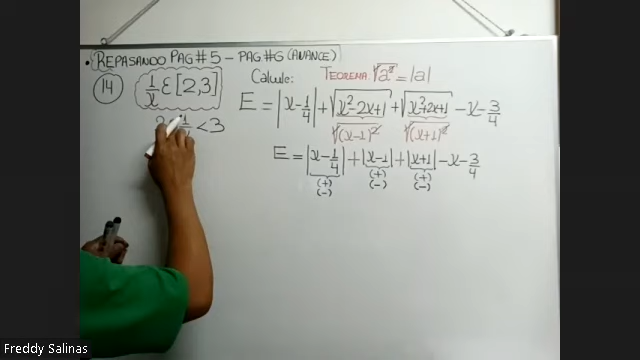 • REPASANDO PAG#5 – PAG.#6 (AVANCE)
14
1/x ε [2,3]
Calcule:
TEOREMA: √a² = |a|
E = |x-1/4| + √x²-2x+1 + √x²+2x+1 - x - 3/4
√(x-1)² √(x+1)²
< 3
E = |x-1/4| + |x-1| + |x+1| - x - 3/4
(+) (+) (+)
(-) (-) (-)
Freddy Salinas